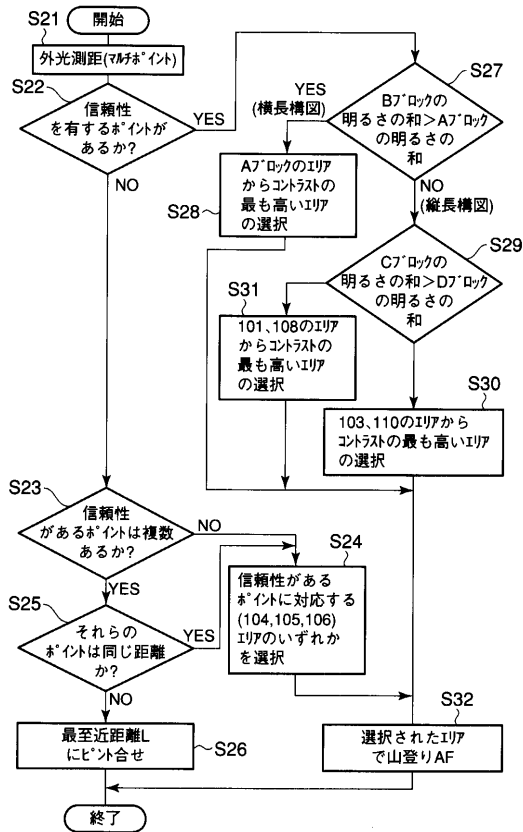 開始
S21
外光測距(マルチポイント)
S22
信頼性
を有するポイントが
あるか?
YES
NO
S27
Bブロックの
明るさの和>Aブロック
の明るさの
和
YES
(横長構図)
NO
(縦長構図)
Aブロックのエリア
からコントラストの
最も高いエリア
の選択
S28
S29
Cブロックの
明るさの和>Dブロック
の明るさの
和
S31
101、108のエリア
からコントラストの
最も高いエリア
の選択
S30
103、110のエリアから
コントラストの最も高いエリア
の選択
S23
信頼性
があるポイントは複数
あるか?
NO
YES
S24
信頼性がある
ポイントに対応する
(104,105,106)
エリアのいずれか
を選択
S25
それらの
ポイントは同じ距離
か?
YES
NO
最至近距離L
にピント合せ
S26
S32
選択されたエリア
で山登りAF
終了